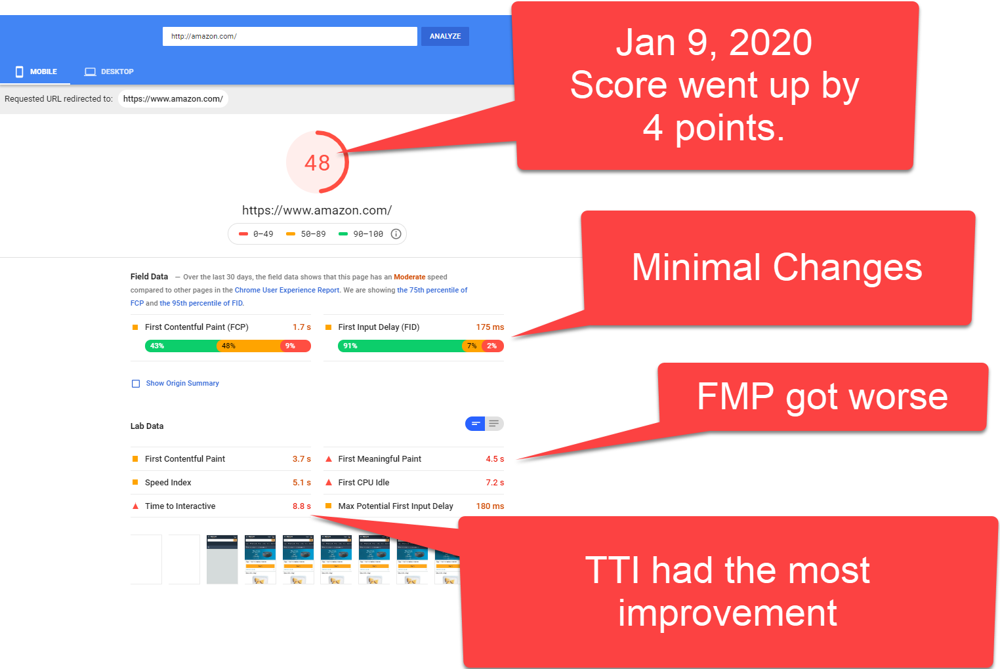 http://amazon.com/
ANALYZE
MOBILE
DESKTOP
Requested URL redirected to: https://www.amazon.com/
Jan 9, 2020
Score went up by
4 points.
48
https://www.amazon.com/
0–49 50–89 90–100
Minimal Changes
Field Data — Over the last 30 days, the field data shows that this page has an Moderate speed
compared to other pages in the Chrome User Experience Report. We are showing the 75th percentile of
FCP and the 95th percentile of FID.
First Contentful Paint (FCP) 1.7 s
43% 48% 9%
First Input Delay (FID) 175 ms
91% 7% 2%
Show Origin Summary
FMP got worse
Lab Data
First Contentful Paint 3.7 s
First Meaningful Paint 4.5 s
Speed Index 5.1 s
First CPU Idle 7.2 s
Time to Interactive 8.8 s
Max Potential First Input Delay 180 ms
TTI had the most
improvement